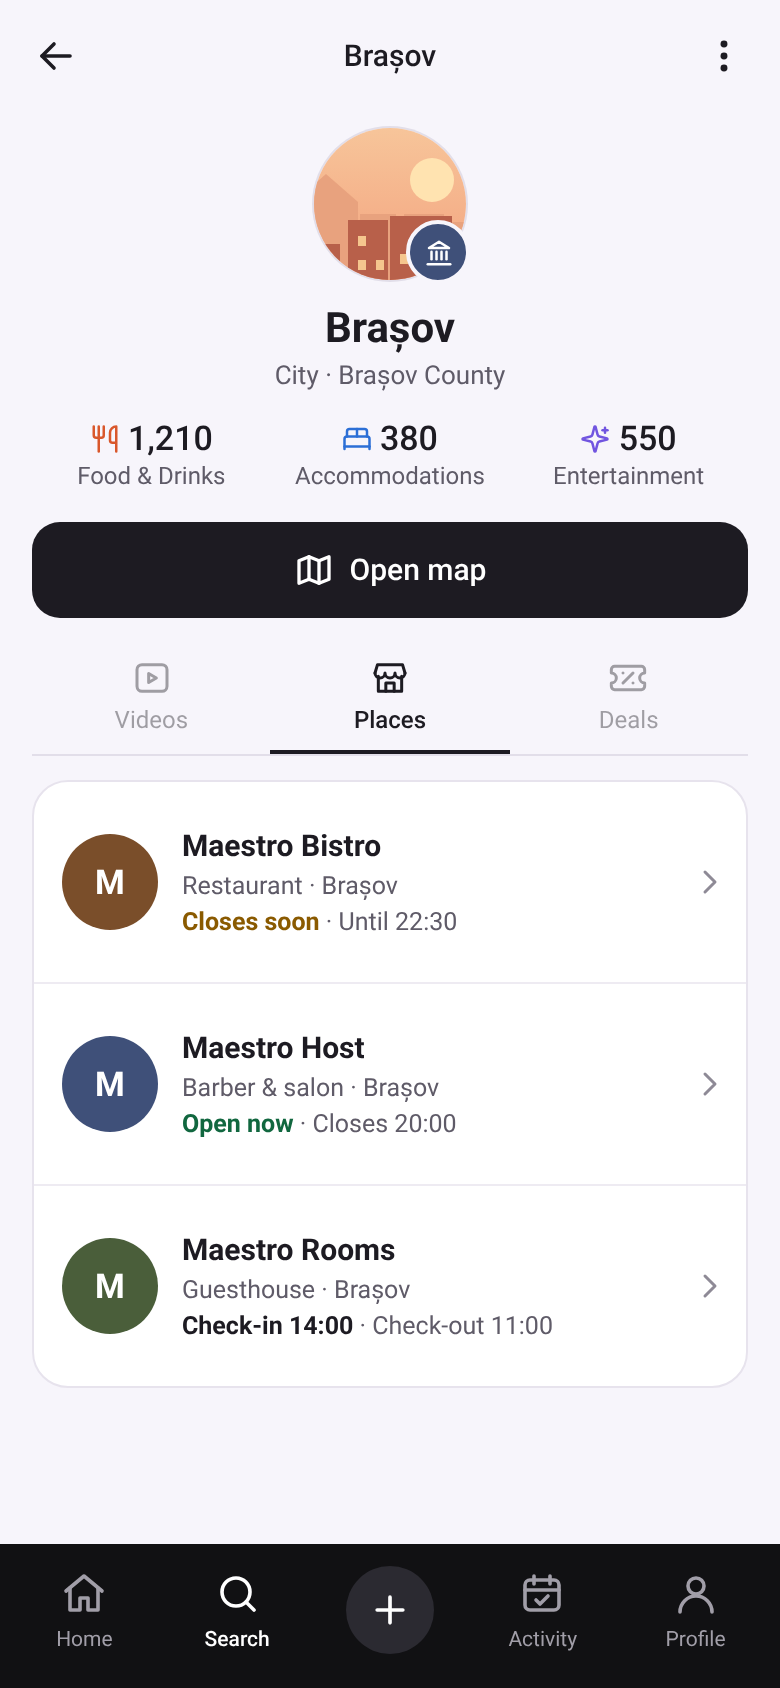 Brașov
Brașov
City · Brașov County
1,210
Food & Drinks
380
Accommodations
550
Entertainment
Open map
Videos
Places
Deals
M
Maestro Bistro
Restaurant · Brașov
Closes soon · Until 22:30
M
Maestro Host
Barber & salon · Brașov
Open now · Closes 20:00
M
Maestro Rooms
Guesthouse · Brașov
Check-in 14:00 · Check-out 11:00
Home
Search
Activity
Profile